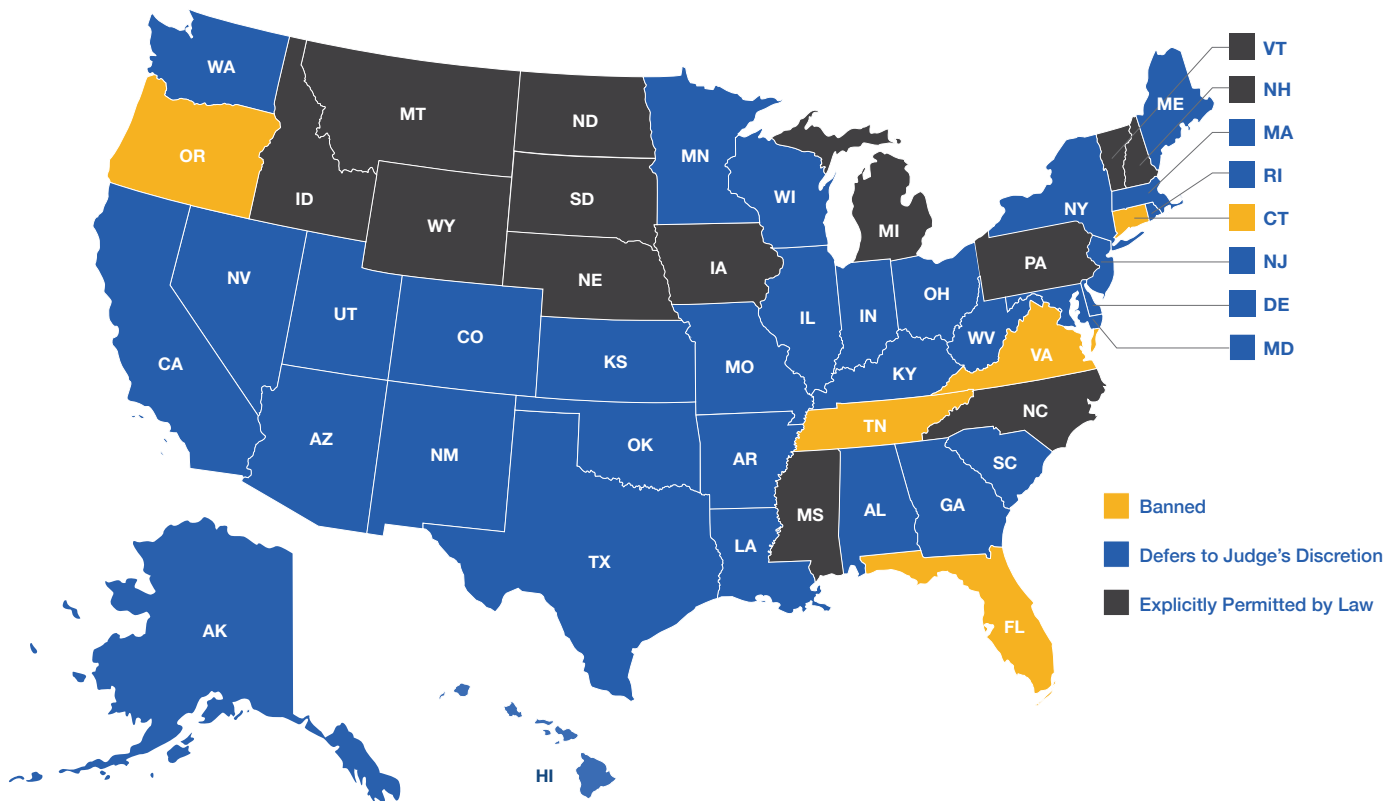 VT
NH
ME
WA
MA
MT
ND
MN
OR
RI
ID
SD
WI
NY
CT
WY
MI
NJ
IA
PA
NV
NE
OH
DE
UT
IL
IN
CO
WV
MD
VA
KS
MO
KY
CA
NC
TN
AZ
OK
NM
AR
SC
MS
AL
GA
Banned
LA
TX
Defers to Judge’s Discretion
Explicitly Permitted by Law
FL
AK
HI